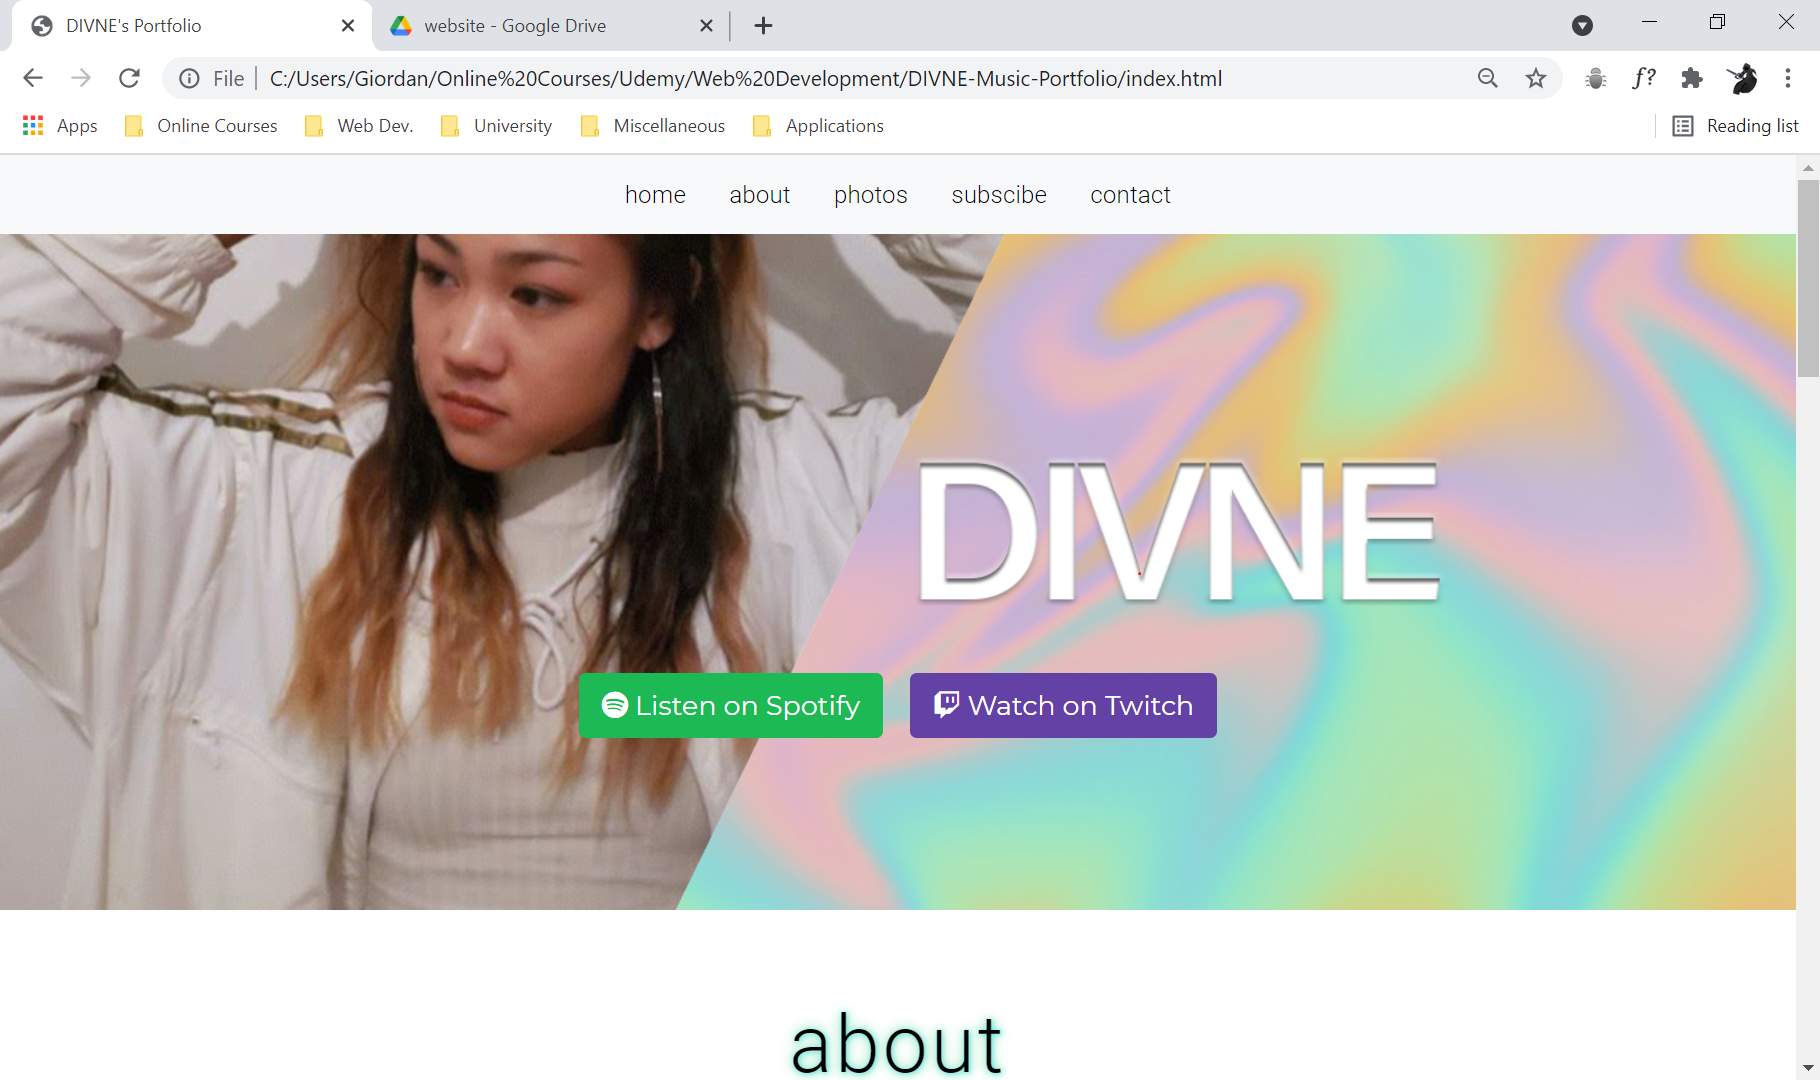 DIVNE's Portfolio
website - Google Drive
File
C:/Users/Giordan/Online%20Courses/Udemy/Web%20Development/DIVNE-Music-Portfolio/index.html
f?
Apps
Online Courses
Web Dev.
University
Miscellaneous
Applications
Reading list
home
about
photos
subscibe
contact
DIVNE
Listen on Spotify
Watch on Twitch
about